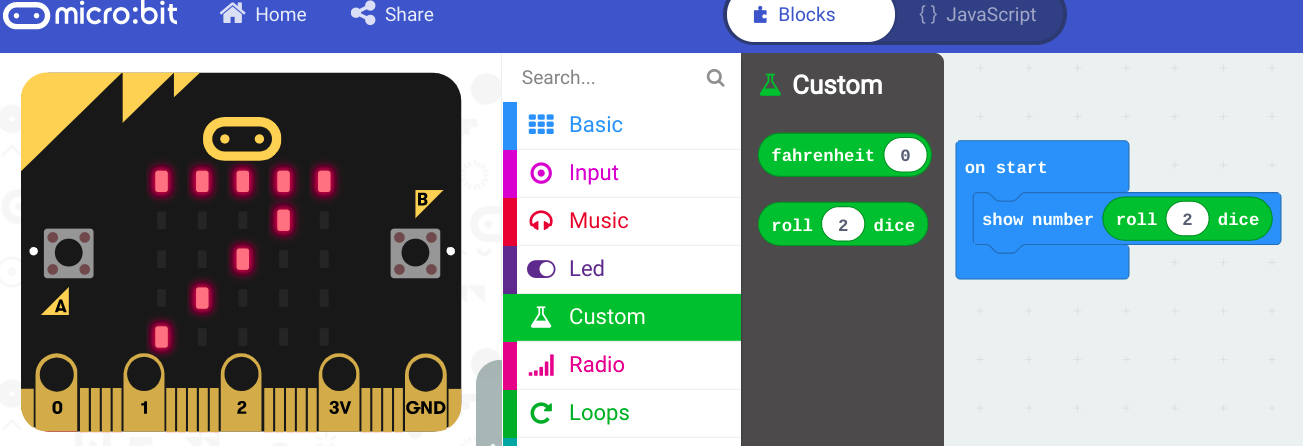 micro:bit
Home
Share
Blocks
{ } JavaScript
B
A
0
1
2
3V
GND
Search...
Basic
Input
Music
Led
Custom
Radio
Loops
Custom
fahrenheit 0
roll 2 dice
on start
show number roll 2 dice